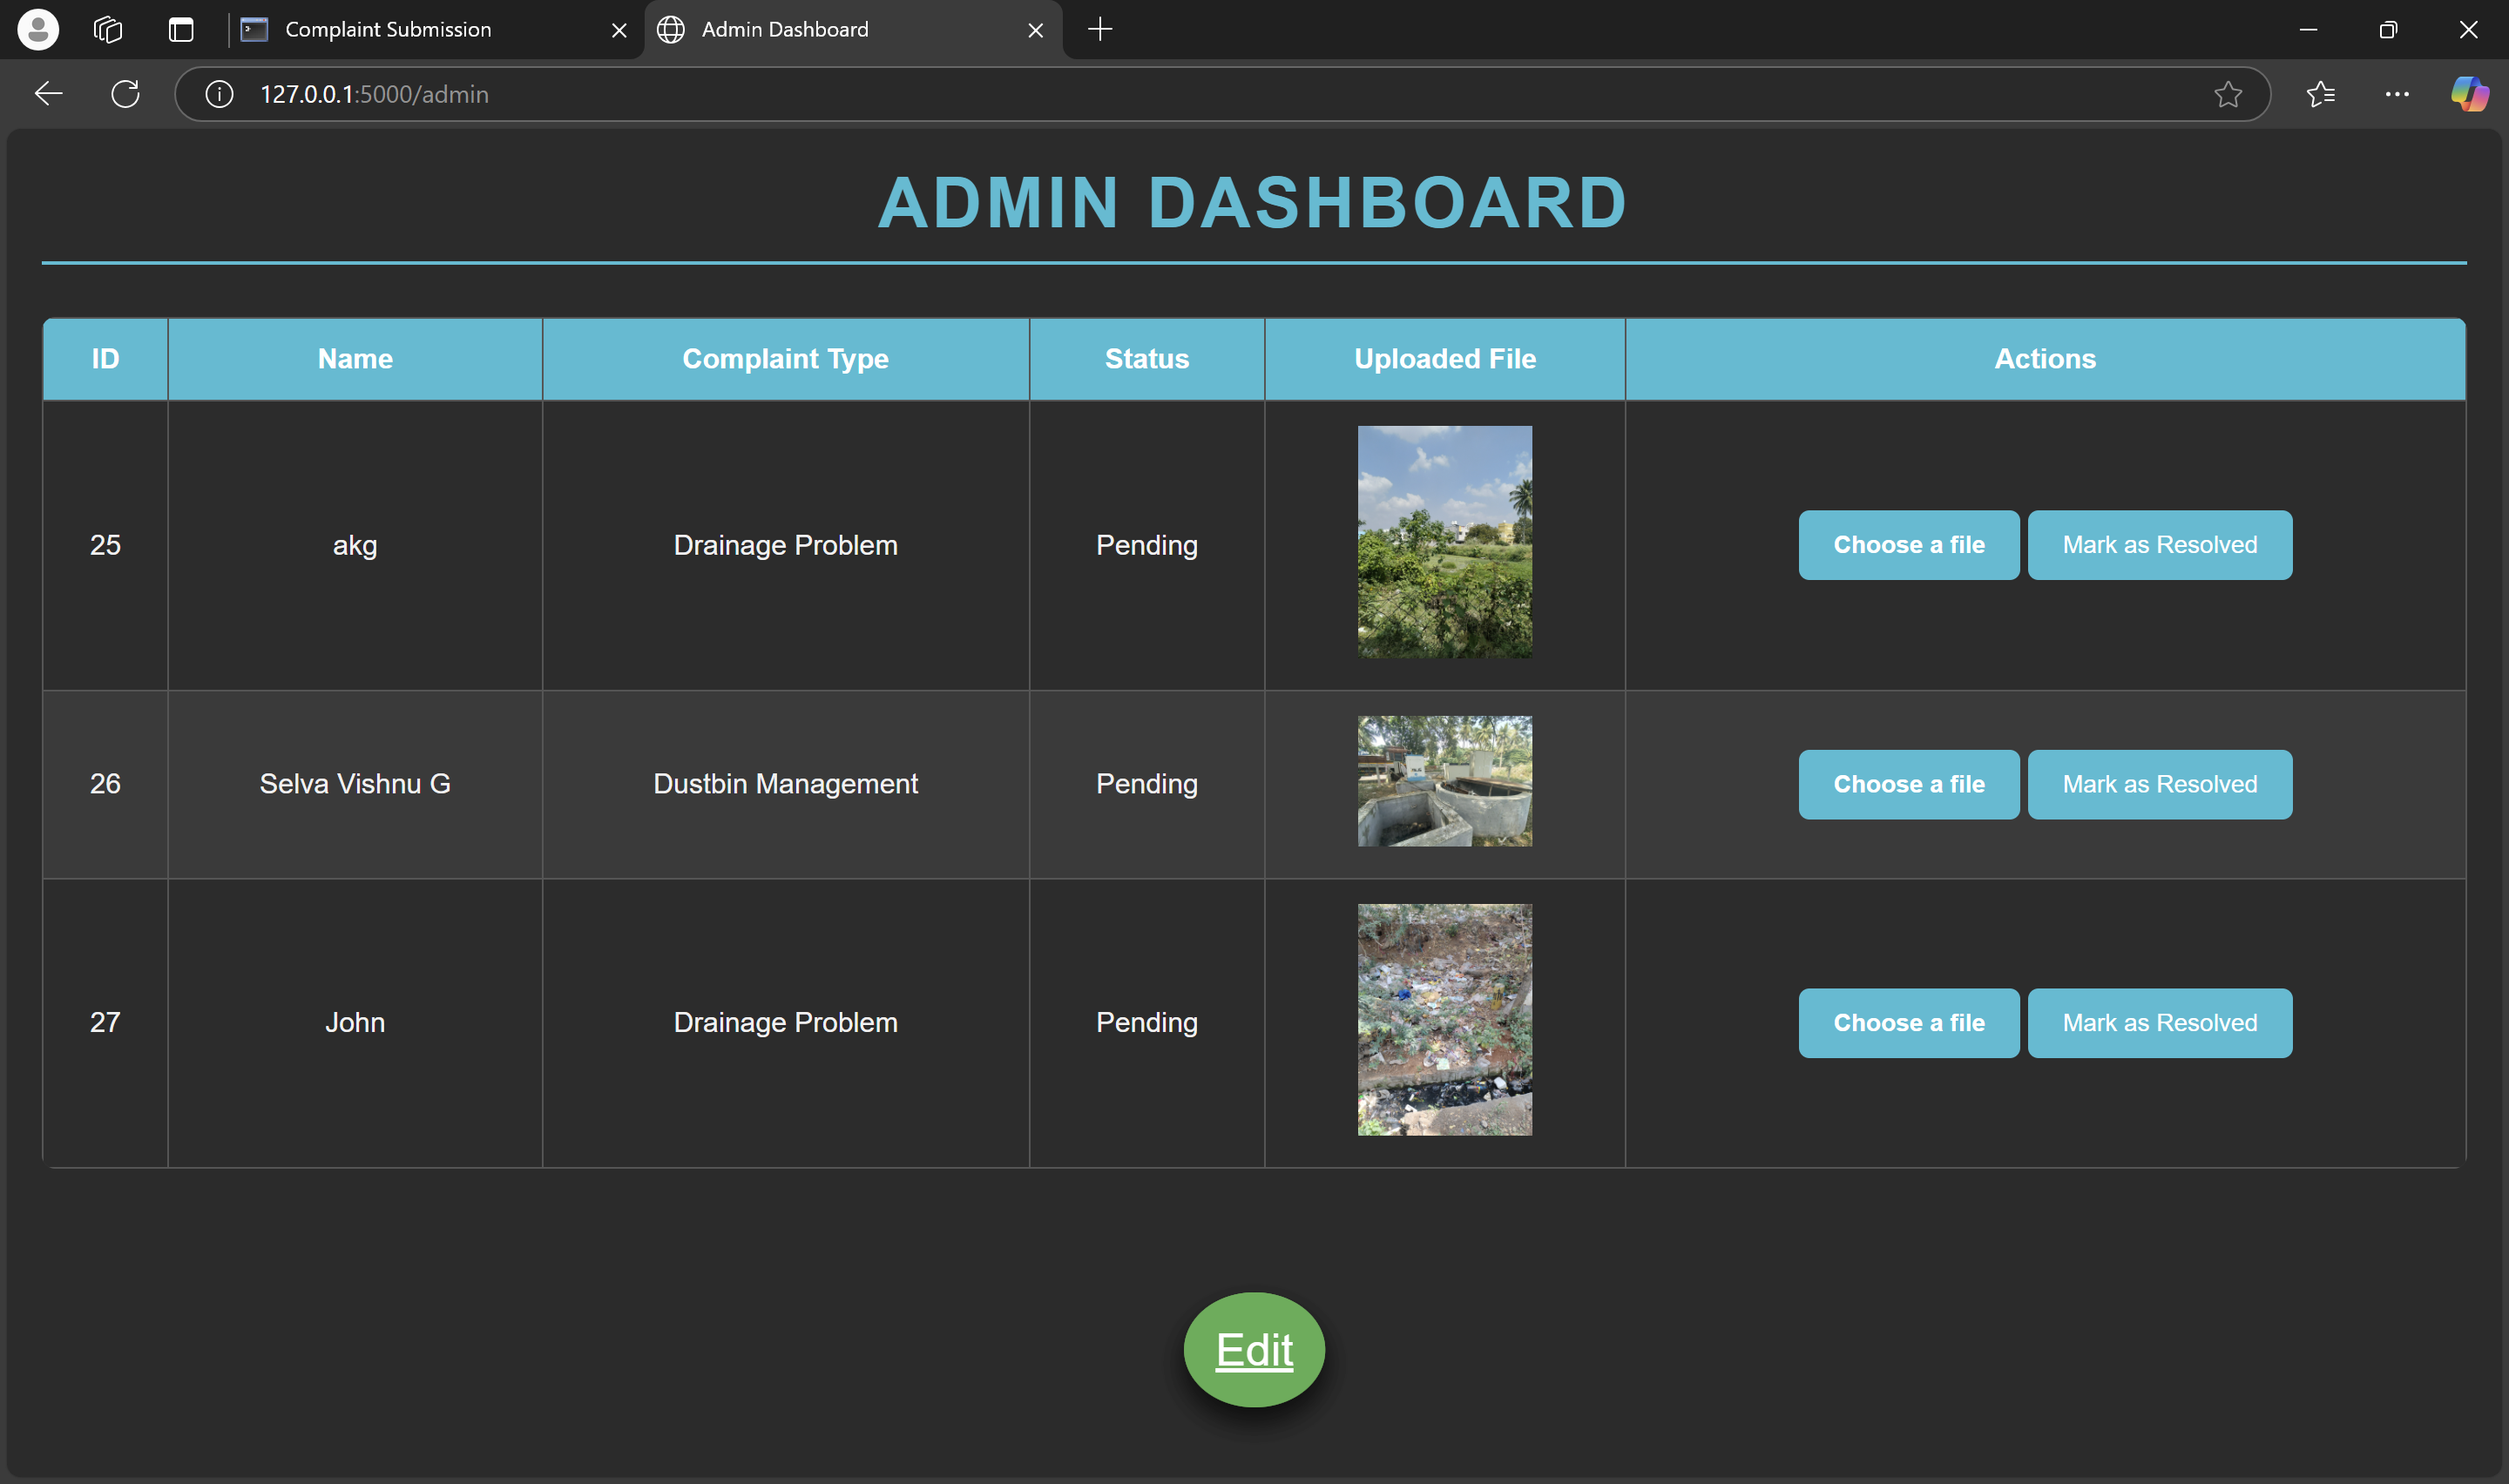 Complaint Submission
Admin Dashboard
127.0.0.1:5000/admin
ADMIN DASHBOARD
ID Name Complaint Type Status Uploaded File Actions
25 akg Drainage Problem Pending Choose a file Mark as Resolved
26 Selva Vishnu G Dustbin Management Pending Choose a file Mark as Resolved
27 John Drainage Problem Pending Choose a file Mark as Resolved
Edit